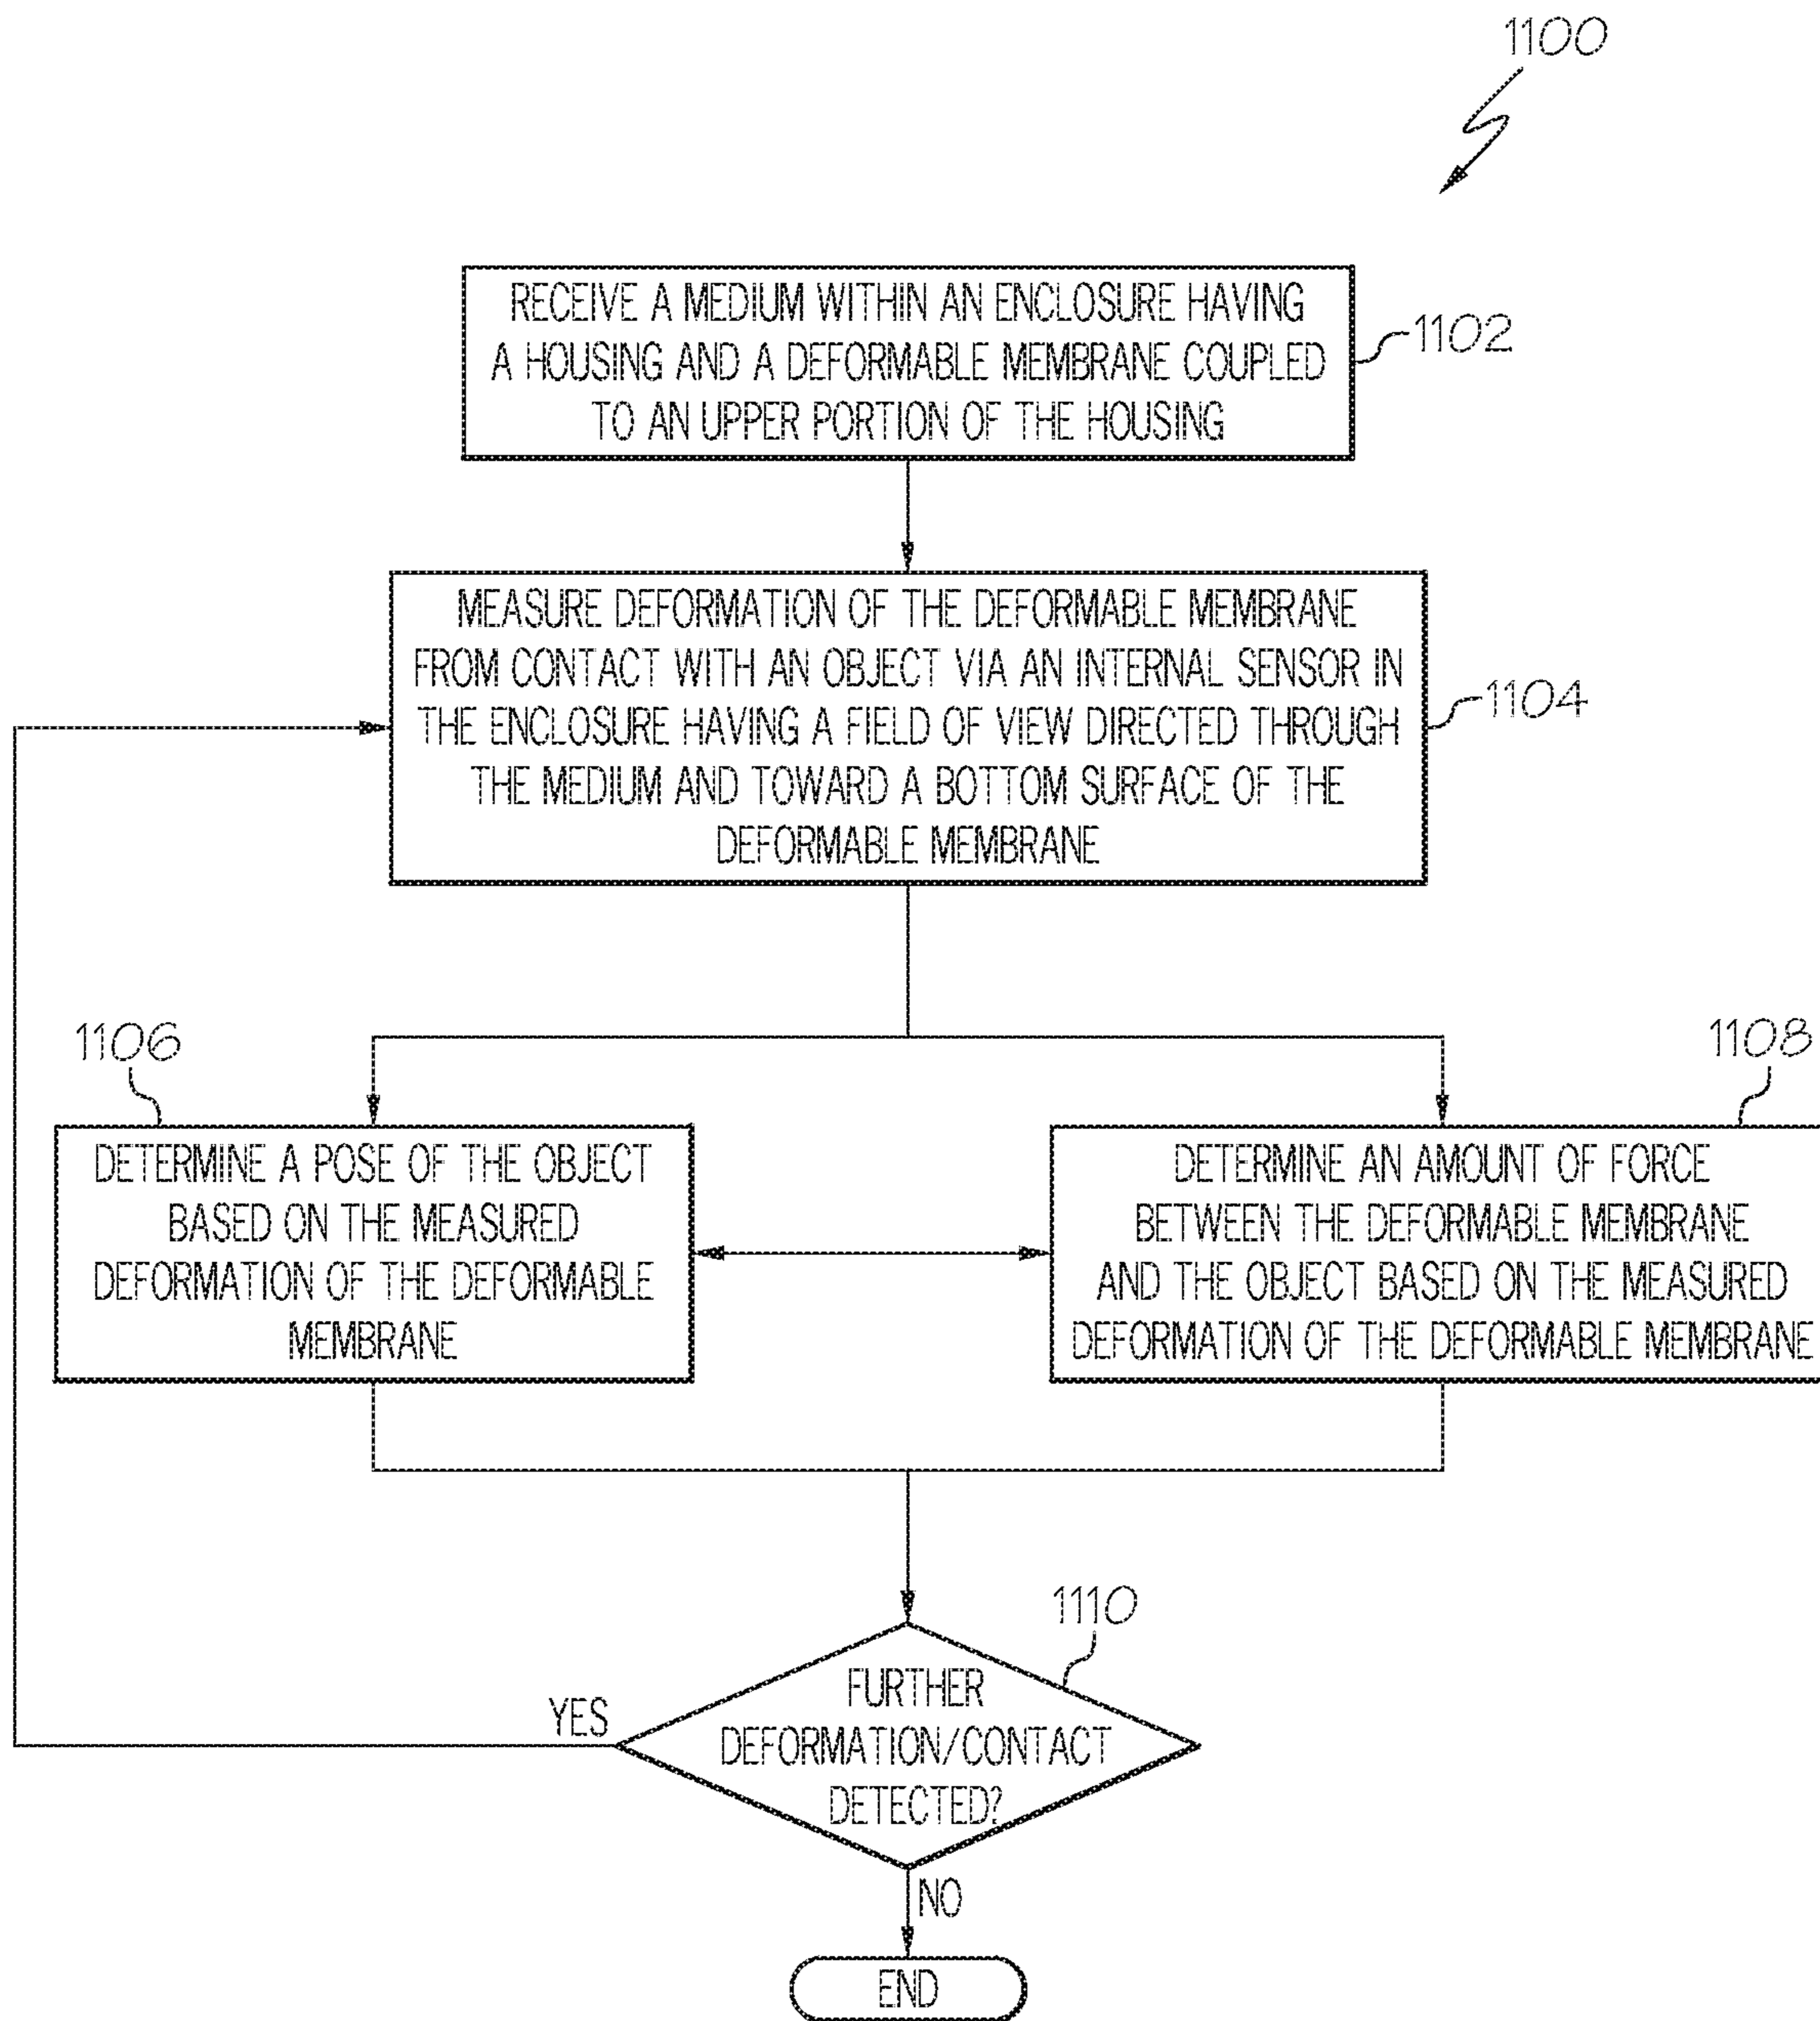 1100
RECEIVE A MEDIUM WITHIN AN ENCLOSURE HAVING
A HOUSING AND A DEFORMABLE MEMBRANE COUPLED
TO AN UPPER PORTION OF THE HOUSING
1102
MEASURE DEFORMATION OF THE DEFORMABLE MEMBRANE
FROM CONTACT WITH AN OBJECT VIA AN INTERNAL SENSOR IN
THE ENCLOSURE HAVING A FIELD OF VIEW DIRECTED THROUGH
THE MEDIUM AND TOWARD A BOTTOM SURFACE OF THE
DEFORMABLE MEMBRANE
1104
1106
DETERMINE A POSE OF THE OBJECT
BASED ON THE MEASURED
DEFORMATION OF THE DEFORMABLE
MEMBRANE
1108
DETERMINE AN AMOUNT OF FORCE
BETWEEN THE DEFORMABLE MEMBRANE
AND THE OBJECT BASED ON THE MEASURED
DEFORMATION OF THE DEFORMABLE MEMBRANE
1110
FURTHER
DEFORMATION/CONTACT
DETECTED?
YES
NO
END